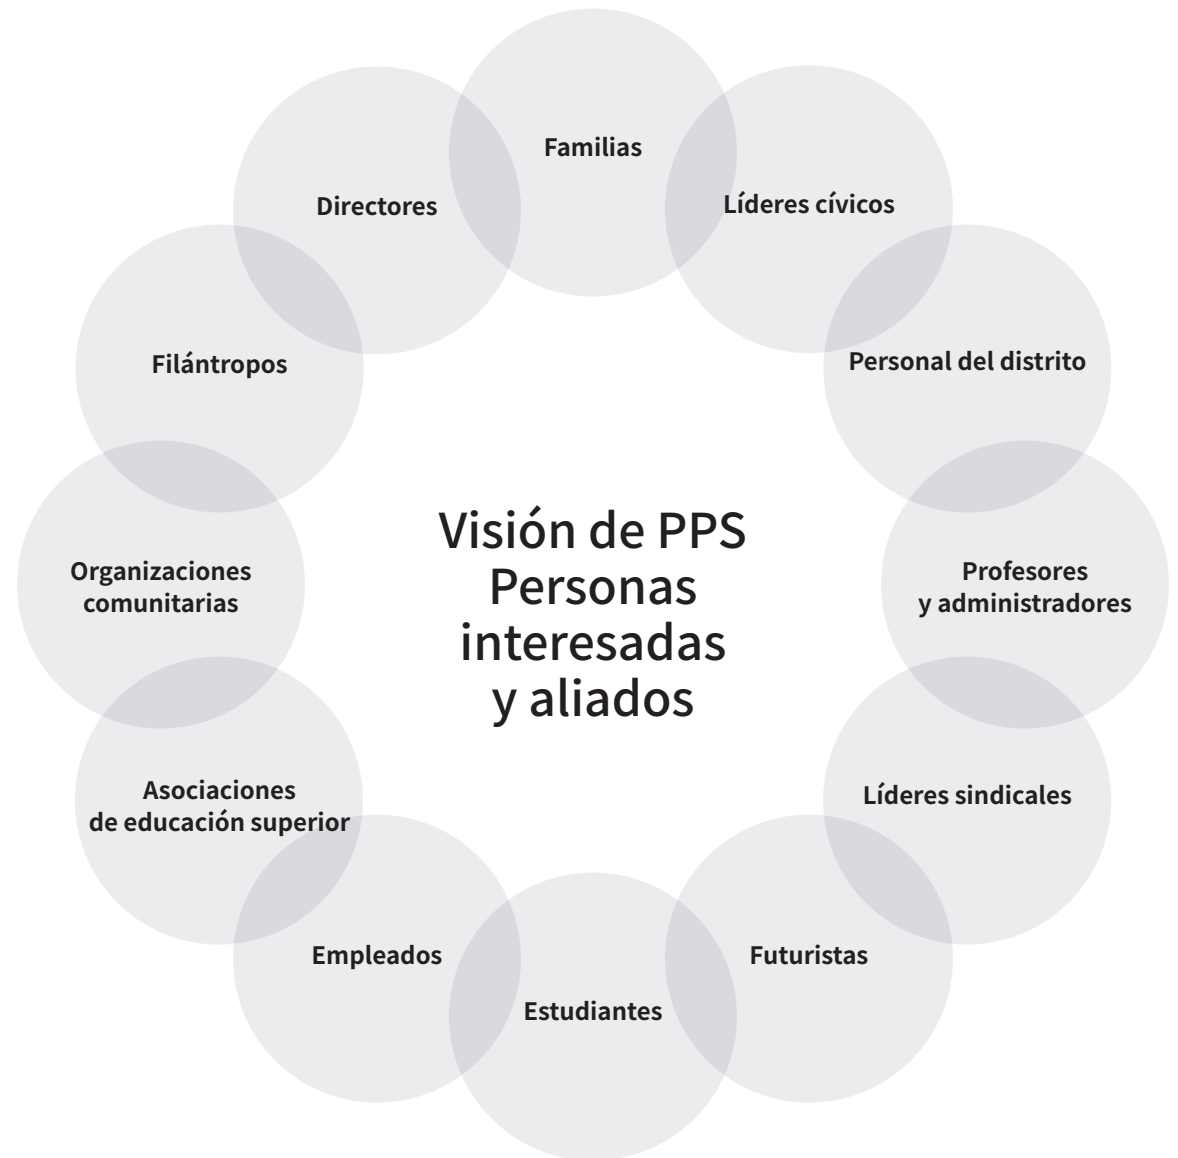 Familias
Líderes cívicos
Directores
Personal del distrito
Filántropos
Visión de PPS
Personas
interesadas
y aliados
Organizaciones
comunitarias
Profesores
y administradores
Asociaciones
de educación superior
Líderes sindicales
Empleados
Futuristas
Estudiantes